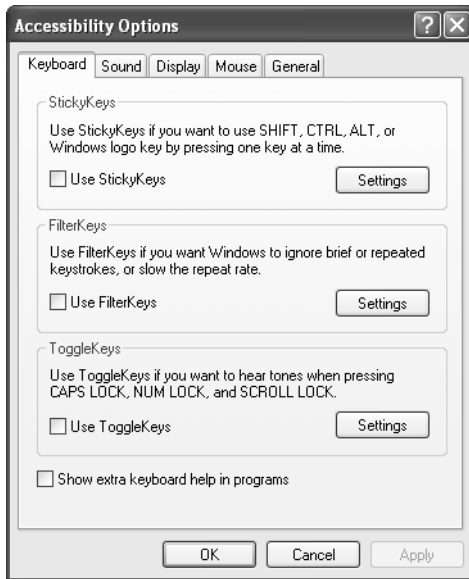 Accessibility Options
Keyboard Sound Display Mouse General
StickyKeys
Use StickyKeys if you want to use SHIFT, CTRL, ALT, or
Windows logo key by pressing one key at a time.
Use StickyKeys Settings
FilterKeys
Use FilterKeys if you want Windows to ignore brief or repeated
keystrokes, or slow the repeat rate.
Use FilterKeys Settings
ToggleKeys
Use ToggleKeys if you want to hear tones when pressing
CAPS LOCK, NUM LOCK, and SCROLL LOCK.
Use ToggleKeys Settings
Show extra keyboard help in programs
OK Cancel Apply